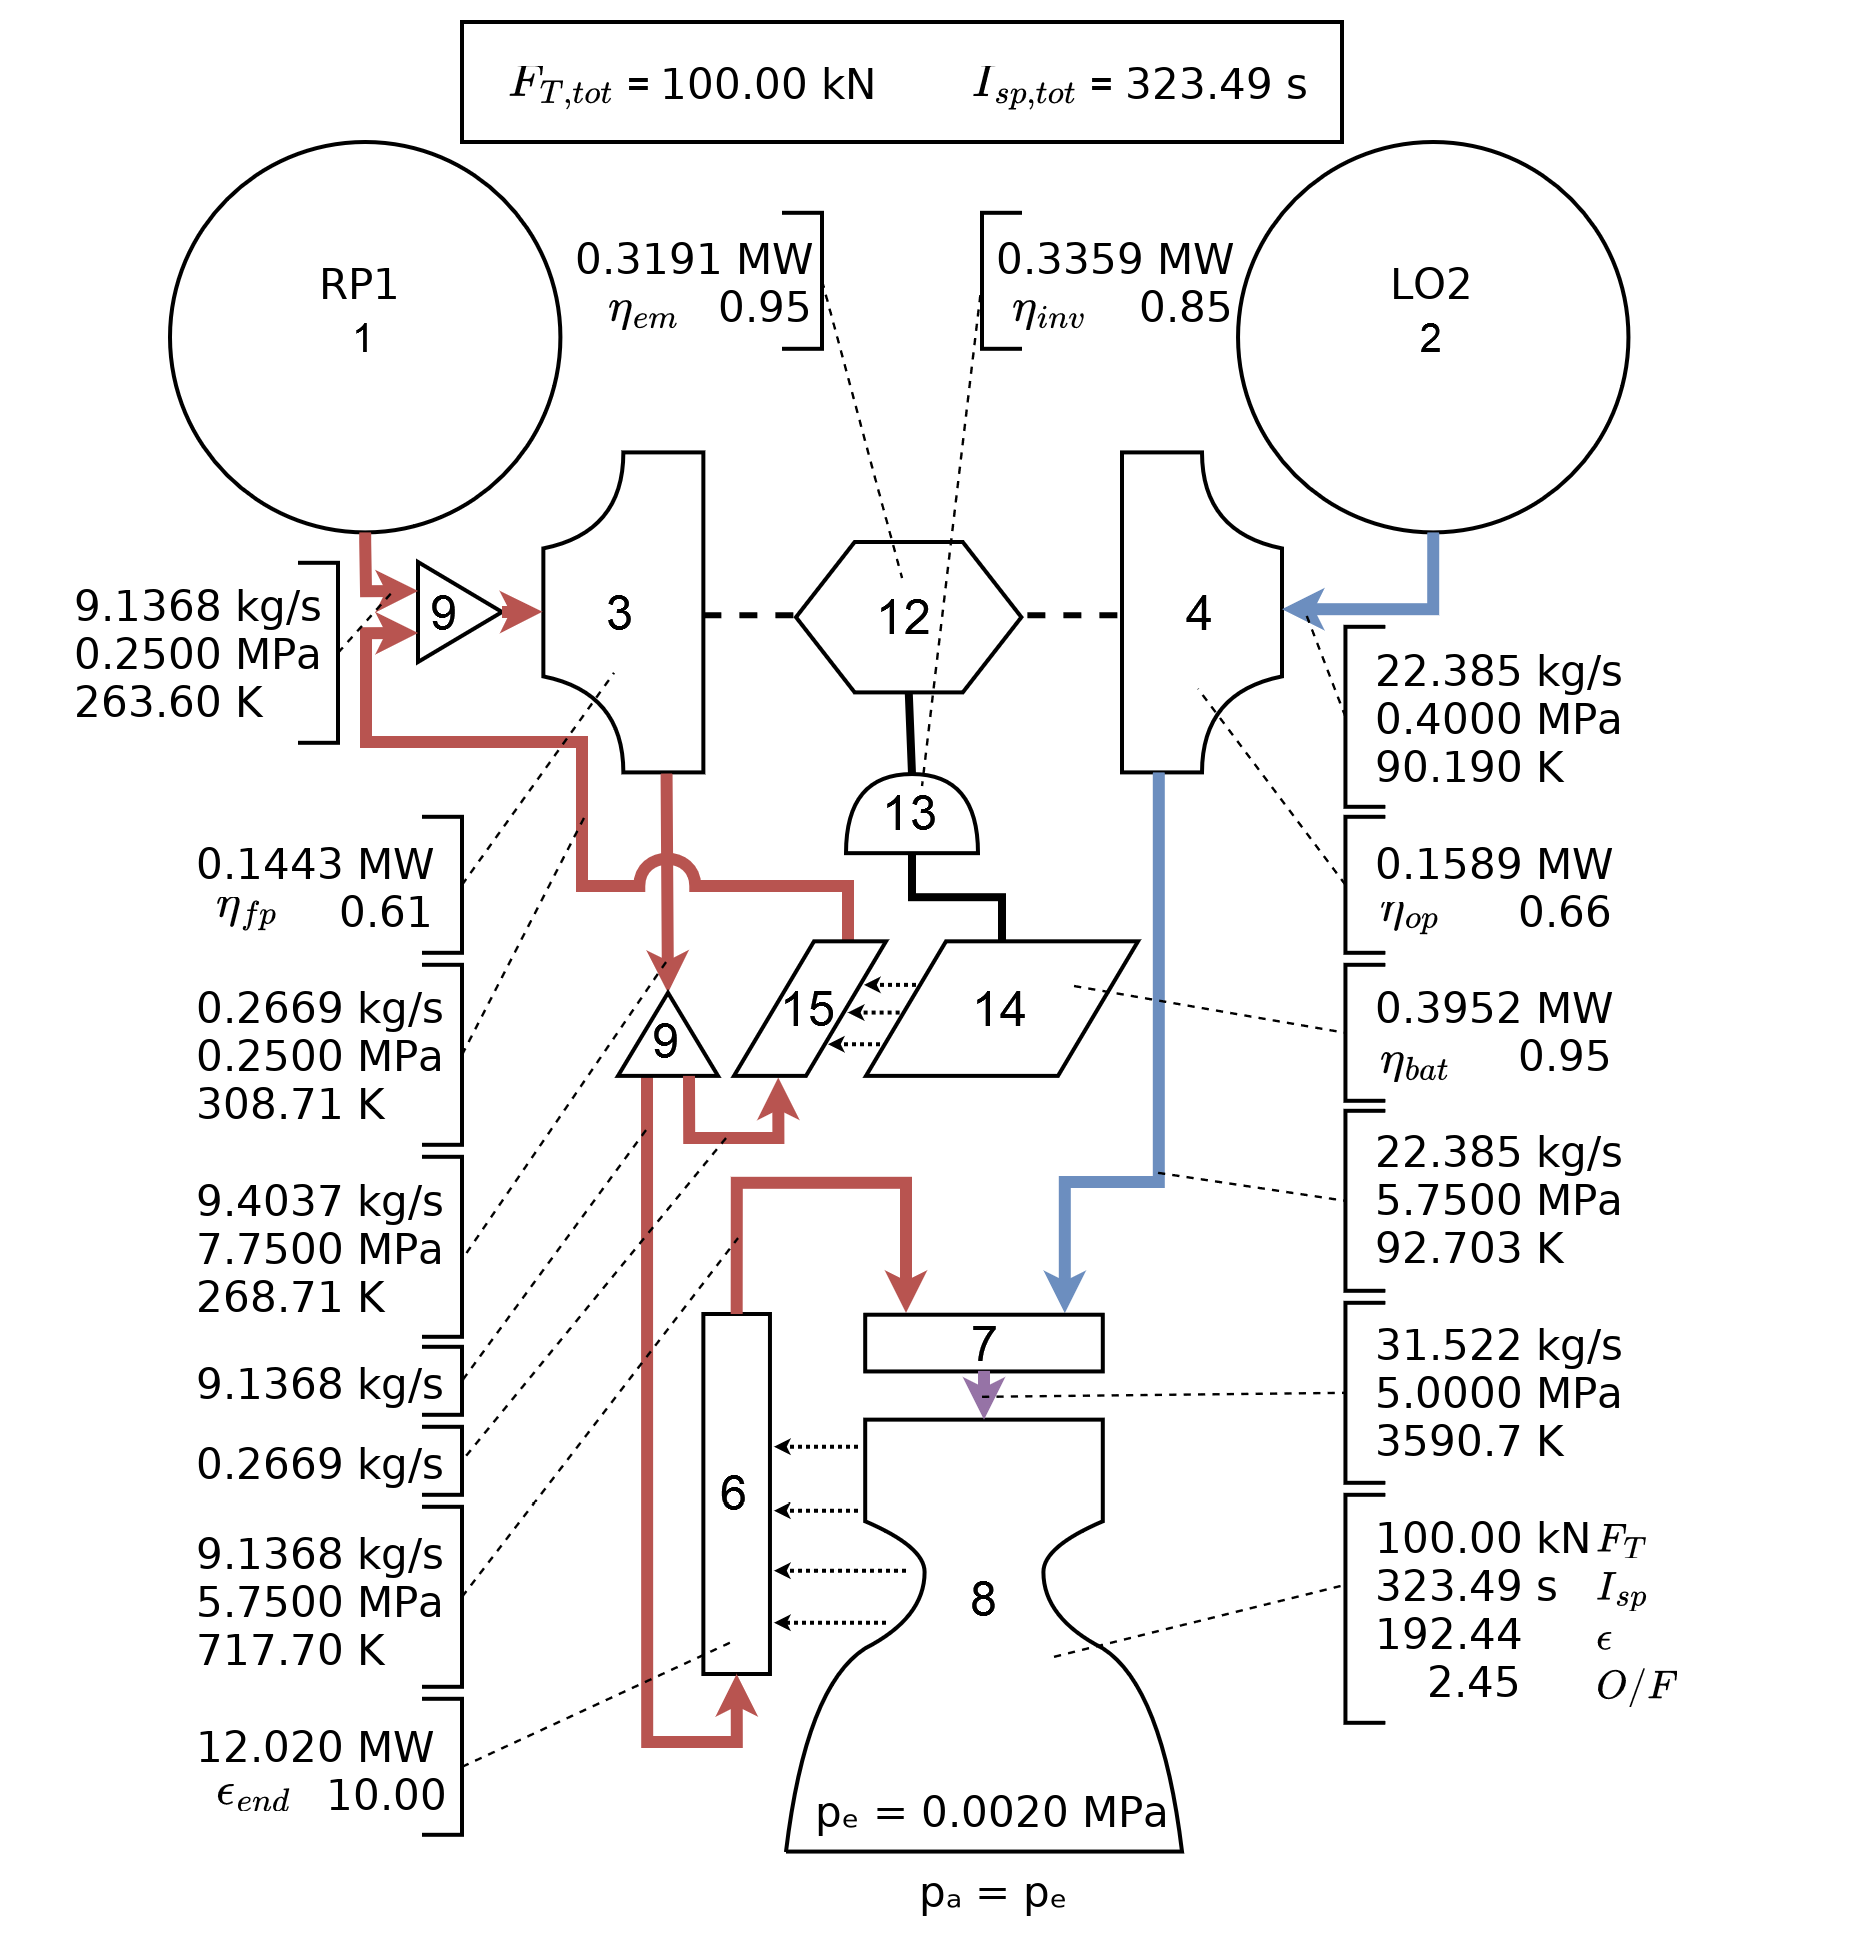 F_{T,tot} = 100.00 kN
I_{sp,tot} = 323.49 s
RP1
1
0.3191 MW
η_{em} 0.95
0.3359 MW
η_{inv} 0.85
LO2
2
9.1368 kg/s
0.2500 MPa
263.60 K
9
3
12
4
13
22.385 kg/s
0.4000 MPa
90.190 K
0.1443 MW
η_{fp} 0.61
0.1589 MW
η_{op} 0.66
0.2669 kg/s
0.2500 MPa
308.71 K
9
15
14
0.3952 MW
η_{bat} 0.95
9.4037 kg/s
7.7500 MPa
268.71 K
22.385 kg/s
5.7500 MPa
92.703 K
9.1368 kg/s
0.2669 kg/s
7
31.522 kg/s
5.0000 MPa
3590.7 K
6
8
9.1368 kg/s
5.7500 MPa
717.70 K
100.00 kN F_T
323.49 s I_{sp}
192.44 ϵ
2.45 O/F
12.020 MW
ϵ_{end} 10.00
pₑ = 0.0020 MPa
pₐ = pₑ